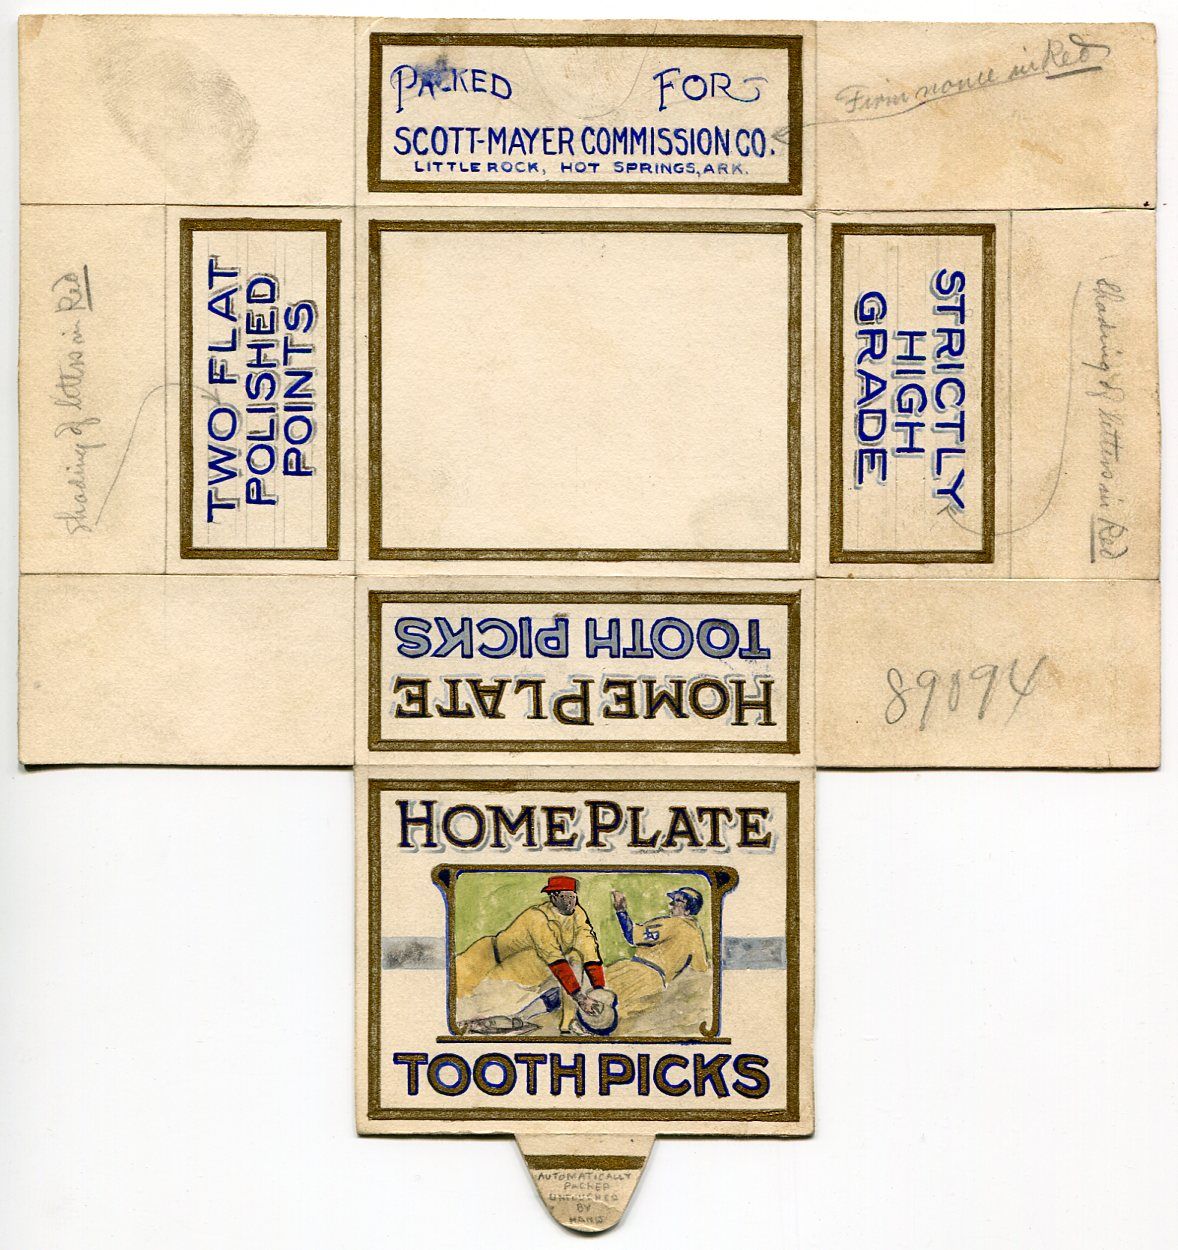 PACKED FOR
SCOTT-MAYER COMMISSION CO.
LITTLE ROCK, HOT SPRINGS, ARK.
Firm name in Red
Shading of letters in Red
TWO FLAT
POLISHED
POINTS
STRICTLY
HIGH
GRADE
Shading of letters in Red
HOME PLATE
TOOTH PICKS
89094
HOME PLATE
TOOTH PICKS
AUTOMATICALLY
PACKED
UNTOUCHED
BY
HANDS